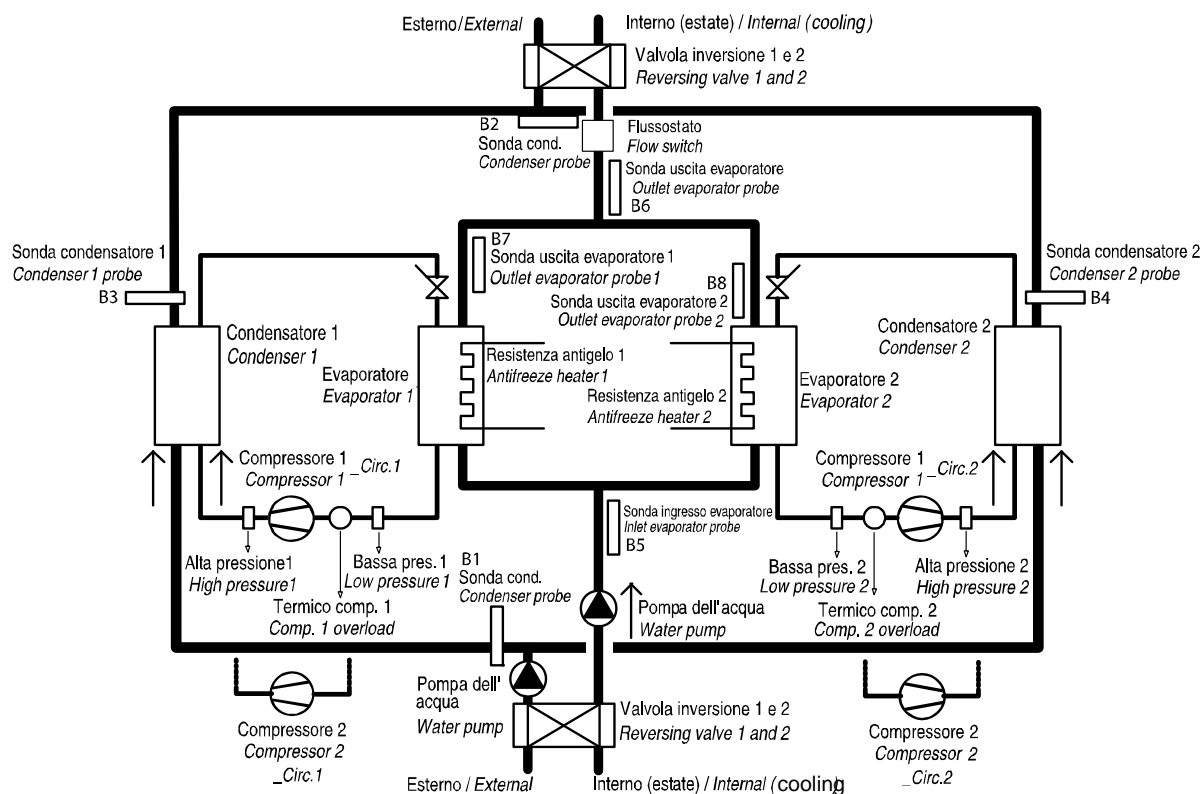 Esterno/External
Interno (estate) / Internal (cooling)
Valvola inversione 1 e 2
Reversing valve 1 and 2
B2
Sonda cond.
Condenser probe
Flussostato
Flow switch
Sonda uscita evaporatore
Outlet evaporator probe
B6
Sonda condensatore 1
Condenser 1 probe
B3
B7
Sonda uscita evaporatore 1
Outlet evaporator probe 1
B8
Sonda uscita evaporatore 2
Outlet evaporator probe 2
Sonda condensatore 2
Condenser 2 probe
B4
Condensatore 1
Condenser 1
Evaporatore
Evaporator 1
Resistenza antigelo 1
Antifreeze heater 1
Resistenza antigelo 2
Antifreeze heater 2
Evaporatore 2
Evaporator 2
Condensatore 2
Condenser 2
Compressore 1
Compressor 1 _Circ.1
Compressore 1
Compressor 1 _Circ.2
Sonda ingresso evaporatore
Inlet evaporator probe
B5
Alta pressione1
High pressure1
Bassa pres. 1
Low pressure 1
Termico comp. 1
Comp. 1 overload
B1
Sonda cond.
Condenser probe
Bassa pres. 2
Low pressure 2
Alta pressione 2
High pressure 2
Termico comp. 2
Comp. 2 overload
Pompa dell'acqua
Water pump
Pompa dell'
acqua
Water pump
Compressore 2
Compressor 2
_Circ.1
Valvola inversione 1 e 2
Reversing valve 1 and 2
Compressore 2
Compressor 2
_Circ.2
Esterno / External
Interno (estate) / Internal (cooling)